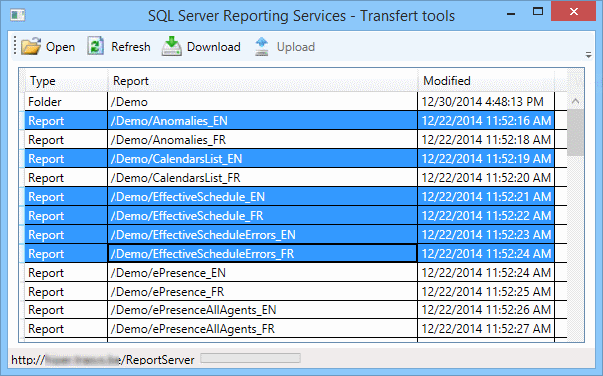 SQL Server Reporting Services - Transfert tools
Open Refresh Download Upload
Type Report Modified
Folder /Demo 12/30/2014 4:48:13 PM
Report /Demo/Anomalies_EN 12/22/2014 11:52:16 AM
Report /Demo/Anomalies_FR 12/22/2014 11:52:18 AM
Report /Demo/CalendarsList_EN 12/22/2014 11:52:19 AM
Report /Demo/CalendarsList_FR 12/22/2014 11:52:20 AM
Report /Demo/EffectiveSchedule_EN 12/22/2014 11:52:21 AM
Report /Demo/EffectiveSchedule_FR 12/22/2014 11:52:22 AM
Report /Demo/EffectiveScheduleErrors_EN 12/22/2014 11:52:23 AM
Report /Demo/EffectiveScheduleErrors_FR 12/22/2014 11:52:24 AM
Report /Demo/ePresence_EN 12/22/2014 11:52:24 AM
Report /Demo/ePresence_FR 12/22/2014 11:52:25 AM
Report /Demo/ePresenceAllAgents_EN 12/22/2014 11:52:26 AM
Report /Demo/ePresenceAllAgents_FR 12/22/2014 11:52:27 AM
http:// /ReportServer